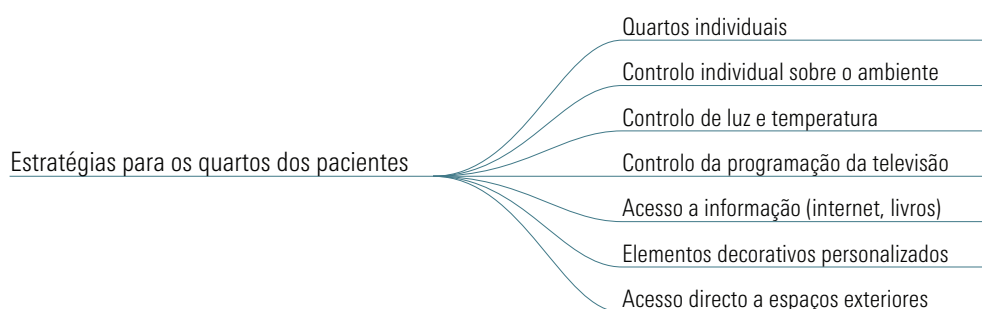 Quartos individuais
Controlo individual sobre o ambiente
Controlo de luz e temperatura
Estratégias para os quartos dos pacientes
Controlo da programação da televisão
Acesso a informação (internet, livros)
Elementos decorativos personalizados
Acesso directo a espaços exteriores